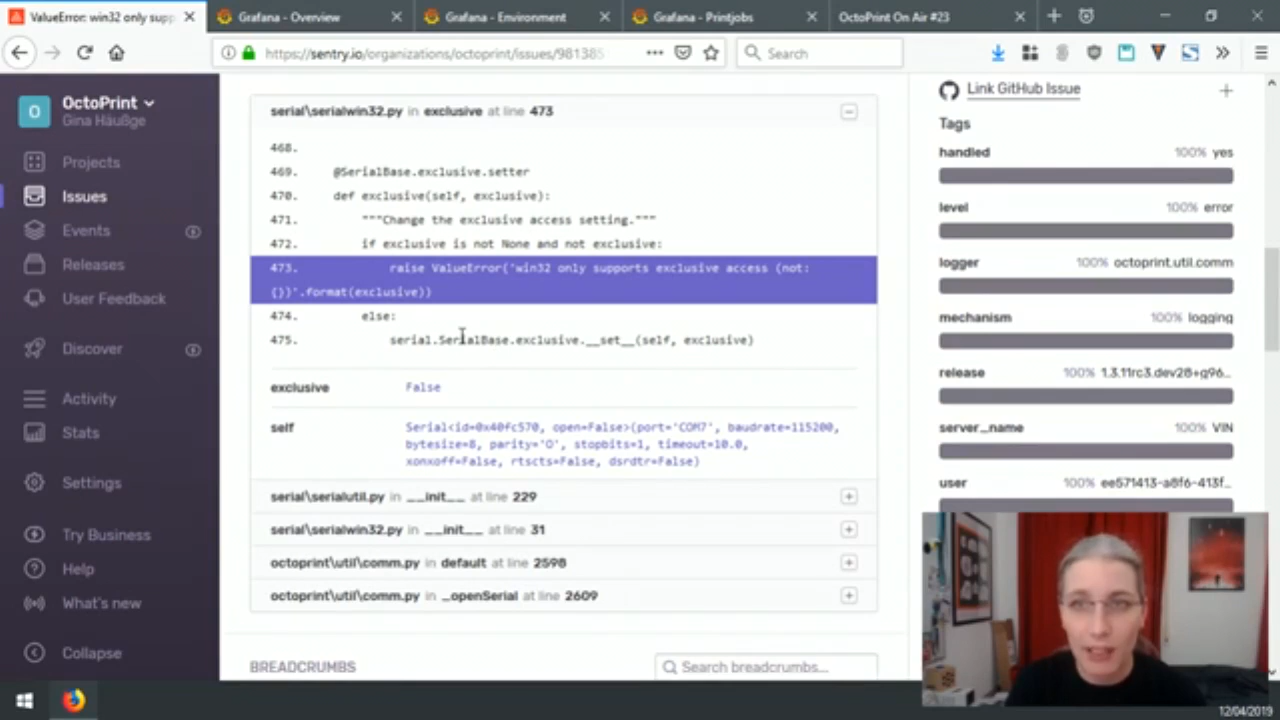 ValueError: win32 only supp
Grafana - Overview
Grafana - Environment
Grafana - Printjobs
OctoPrint On Air #23
https://sentry.io/organizations/octoprint/issues/981385
Search
O
OctoPrint
Gina Häußge
Projects
Issues
Events
Releases
User Feedback
Discover
Activity
Stats
Settings
Try Business
Help
What's new
Collapse
serial\serialwin32.py in exclusive at line 473
468.
469. @SerialBase.exclusive.setter
470. def exclusive(self, exclusive):
471. """Change the exclusive access setting."""
472. if exclusive is not None and not exclusive:
473. raise ValueError('win32 only supports exclusive access (not:
{})'.format(exclusive))
474. else:
475. serial.SerialBase.exclusive.__set__(self, exclusive)
exclusive False
self Serial<id=0x40fc570, open=False>(port='COM7', baudrate=115200,
bytesize=8, parity='O', stopbits=1, timeout=10.0,
xonxoff=False, rtscts=False, dsrdtr=False)
serial\serialutil.py in __init__ at line 229
serial\serialwin32.py in __init__ at line 31
octoprint\util\comm.py in default at line 2598
octoprint\util\comm.py in _openSerial at line 2609
BREADCRUMBS
Search breadcrumbs...
Link GitHub Issue
Tags
handled 100% yes
level 100% error
logger 100% octoprint.util.comm
mechanism 100% logging
release 100% 1.3.11rc3.dev28+g96...
server_name 100% VIN
user 100% ee571413-a8f6-413f...
12/04/2019